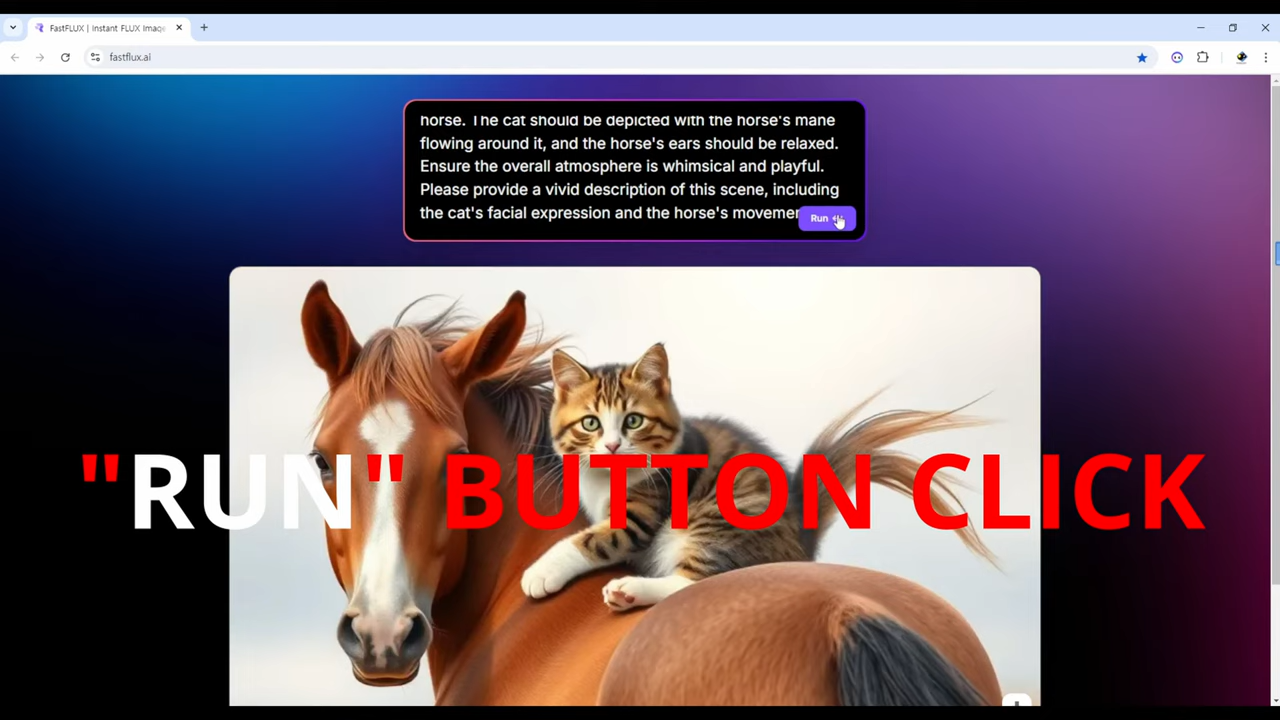 FastFLUX | Instant FLUX Image
fastflux.ai
horse. The cat should be depicted with the horse's mane
flowing around it, and the horse's ears should be relaxed.
Ensure the overall atmosphere is whimsical and playful.
Please provide a vivid description of this scene, including
the cat's facial expression and the horse's movemen
Run
"RUN" BUTTON CLICK